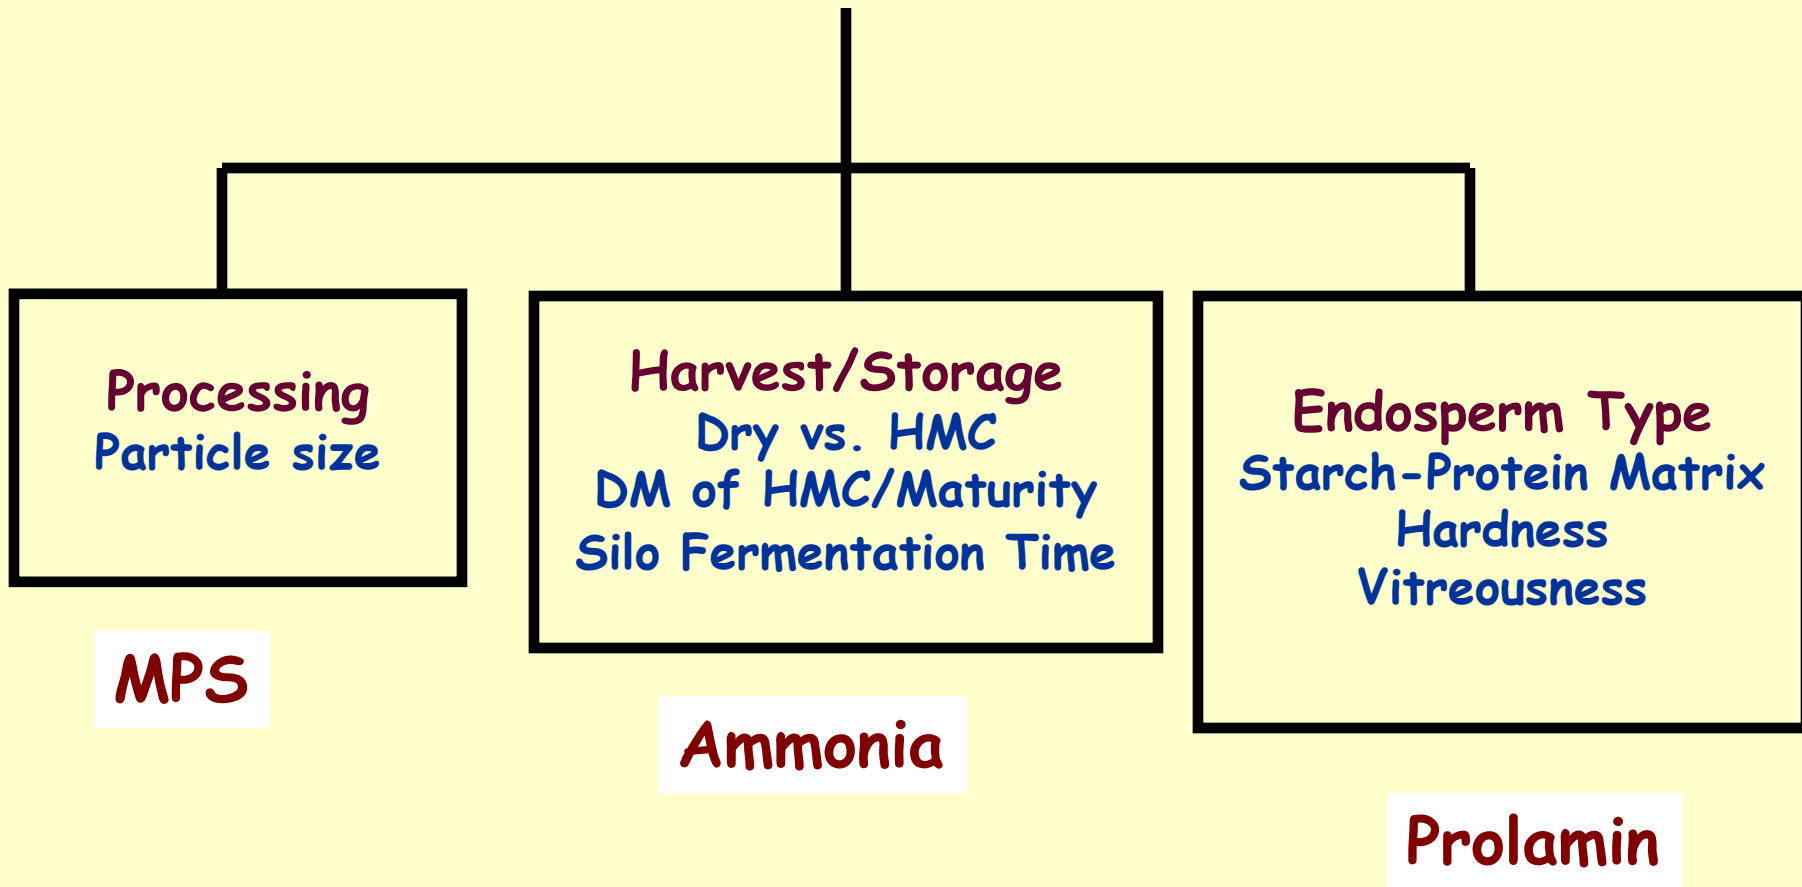 Processing
Particle size
MPS
Harvest/Storage
Dry vs. HMC
DM of HMC/Maturity
Silo Fermentation Time
Ammonia
Endosperm Type
Starch-Protein Matrix
Hardness
Vitreousness
Prolamin